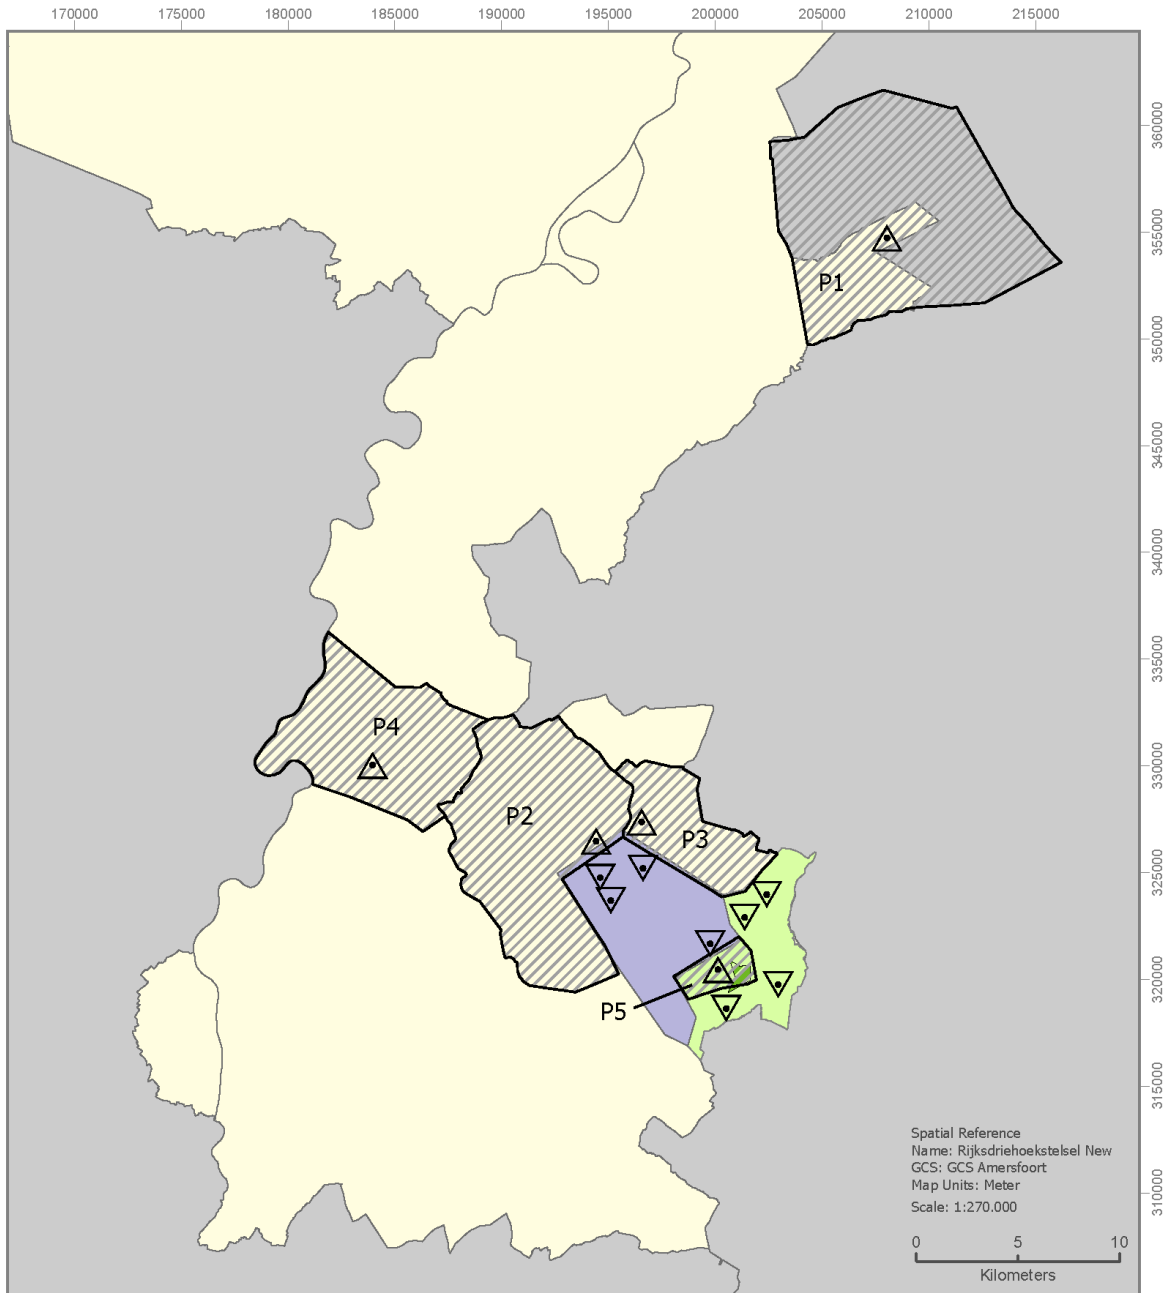 170000 175000 180000 185000 190000 195000 200000 205000 210000 215000
360000
355000
350000
345000
340000
335000
330000
325000
320000
315000
310000
P1
P4
P2
P3
P5
Spatial Reference
Name: Rijksdriehoekstelsel New
GCS: GCS Amersfoort
Map Units: Meter
Scale: 1:270.000
0 5 10
Kilometers